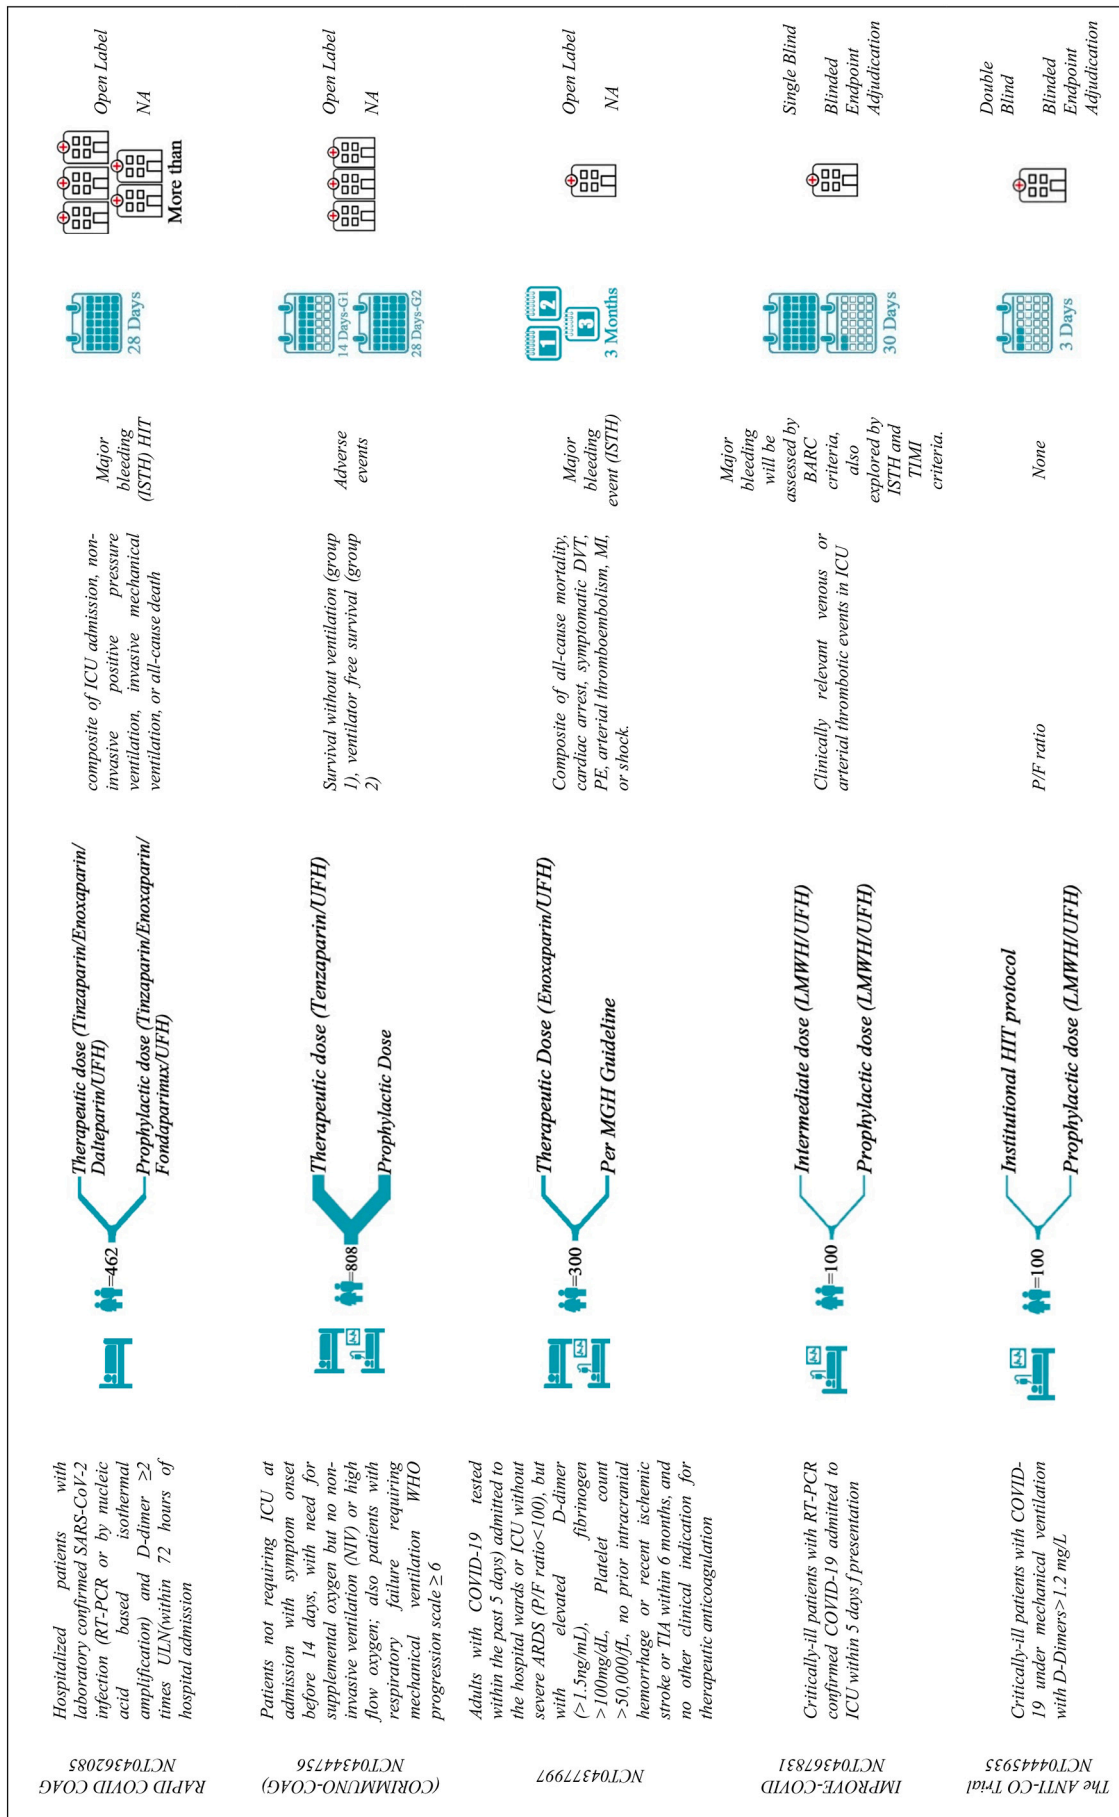 RAPID COVID COAG
NCT04362085
Hospitalized patients with
laboratory confirmed SARS-CoV-2
infection (RT-PCR or by nucleic
acid based isothermal
amplification) and D-dimer ≥2
times ULN(within 72 hours of
hospital admission
=462
Therapeutic dose (Tinzaparin/Enoxaparin/
Dalteparin/UFH)
Prophylactic dose (Tinzaparin/Enoxaparin/
Fondaparimux/UFH)
composite of ICU admission, non-
invasive positive pressure
ventilation, invasive mechanical
ventilation, or all-cause death
Major
bleeding
(ISTH) HIT
28 Days
More than
Open Label
NA
(CORIMMUNO-COAG)
NCT04344756
Patients not requiring ICU at
admission with symptom onset
before 14 days, with need for
supplemental oxygen but no non-
invasive ventilation (NIV) or high
flow oxygen; also patients with
respiratory failure requiring
mechanical ventilation WHO
progression scale ≥ 6
=808
Therapeutic dose (Tenzaparin/UFH)
Prophylactic Dose
Survival without ventilation (group
1), ventilator free survival (group
2)
Adverse
events
14 Days-G1
28 Days-G2
Open Label
NA
NCT04377997
Adults with COVID-19 tested
within the past 5 days) admitted to
the hospital wards or ICU without
severe ARDS (P/F ratio<100), but
with elevated D-dimer
(>1.5ng/mL), fibrinogen
>100mg/dL, Platelet count
>50,000/fL, no prior intracranial
hemorrhage or recent ischemic
stroke or TIA within 6 months, and
no other clinical indication for
therapeutic anticoagulation
=300
Therapeutic Dose (Enoxaparin/UFH)
Per MGH Guideline
Composite of all-cause mortality,
cardiac arrest, symptomatic DVT,
PE, arterial thromboembolism, MI,
or shock.
Major
bleeding
event (ISTH)
1
2
3
3 Months
Open Label
NA
IMPROVE-COVID
NCT04367831
Critically-ill patients with RT-PCR
confirmed COVID-19 admitted to
ICU within 5 days f presentation
=100
Intermediate dose (LMWH/UFH)
Prophylactic dose (LMWH/UFH)
Clinically relevant venous or
arterial thrombotic events in ICU
Major
bleeding
will be
assessed by
BARC
criteria,
also
explored by
ISTH and
TIMI
criteria.
30 Days
Single Blind
Blinded
Endpoint
Adjudication
The ANTI-CO Trial
NCT04445935
Critically-ill patients with COVID-
19 under mechanical ventilation
with D-Dimers> 1.2 mg/L
=100
Institutional HIT protocol
Prophylactic dose (LMWH/UFH)
P/F ratio
None
3 Days
Double
Blind
Blinded
Endpoint
Adjudication